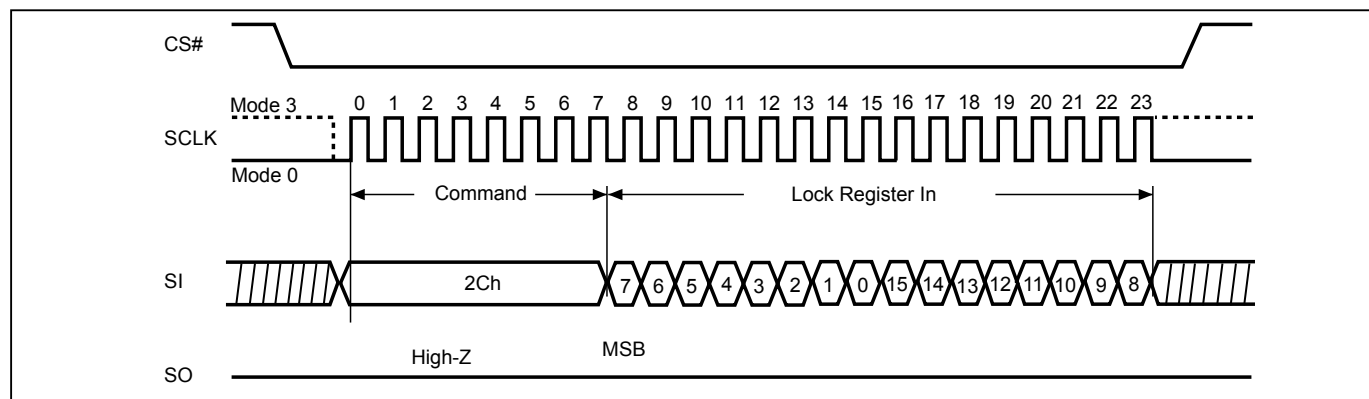 CS#
Mode 3 0 1 2 3 4 5 6 7 8 9 10 11 12 13 14 15 16 17 18 19 20 21 22 23
SCLK
Mode 0
Command Lock Register In
SI 2Ch 7 6 5 4 3 2 1 0 15 14 13 12 11 10 9 8
High-Z MSB
SO